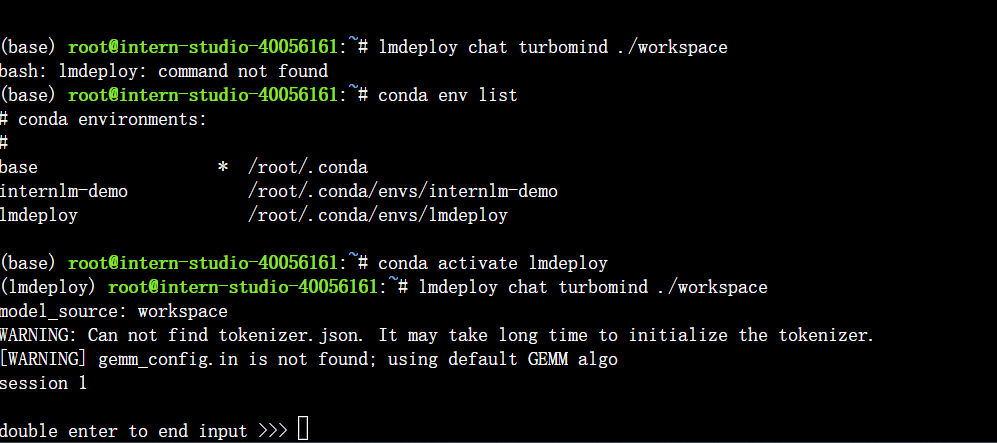 (base) root@intern-studio-40056161:~# lmdeploy chat turbomind ./workspace
bash: lmdeploy: command not found
(base) root@intern-studio-40056161:~# conda env list
# conda environments:
#
base                  *  /root/.conda
internlm-demo            /root/.conda/envs/internlm-demo
lmdeploy                 /root/.conda/envs/lmdeploy
(base) root@intern-studio-40056161:~# conda activate lmdeploy
(lmdeploy) root@intern-studio-40056161:~# lmdeploy chat turbomind ./workspace
model_source: workspace
WARNING: Can not find tokenizer.json. It may take long time to initialize the tokenizer.
[WARNING] gemm_config.in is not found; using default GEMM algo
session 1
double enter to end input >>>